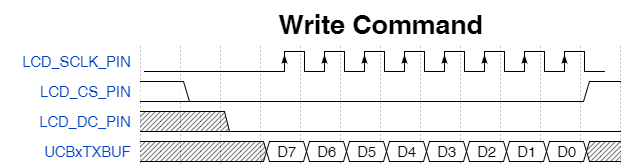 Write Command
LCD_SCLK_PIN
LCD_CS_PIN
LCD_DC_PIN
UCBxTXBUF D7 D6 D5 D4 D3 D2 D1 D0